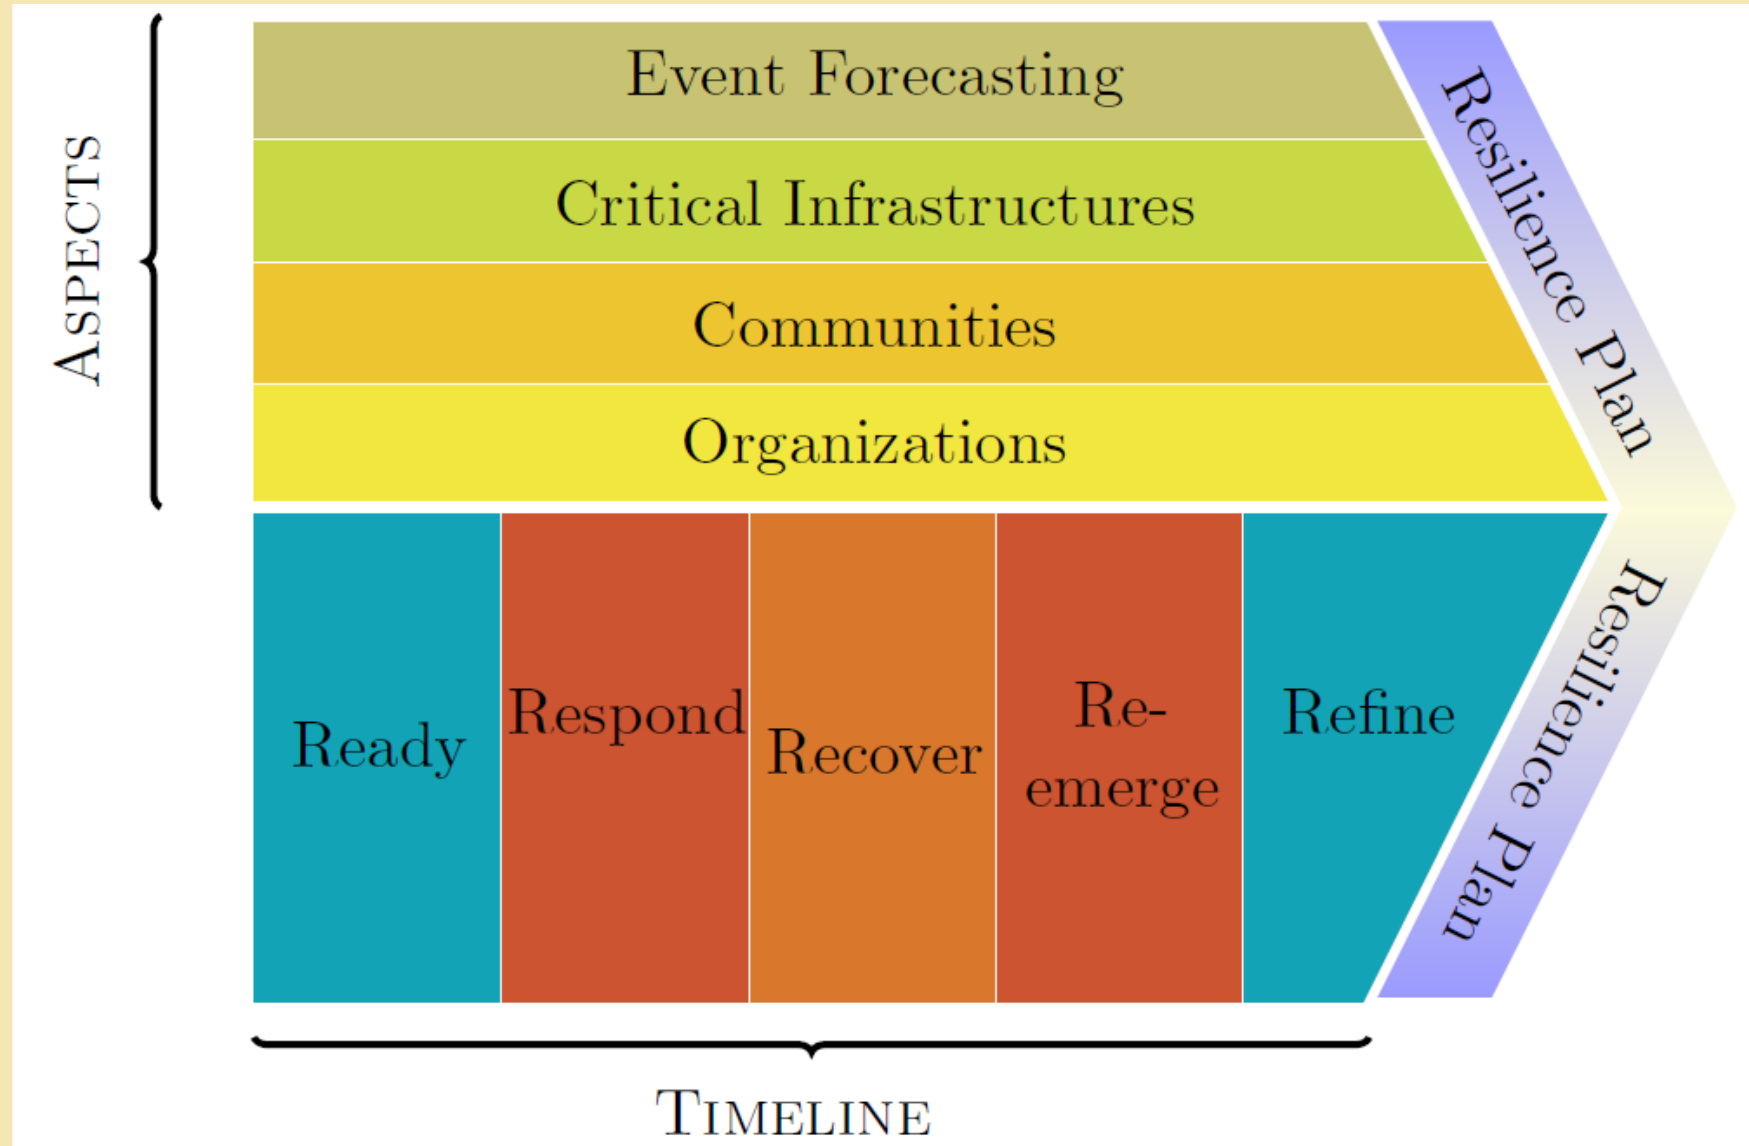 ASPECTS
Event Forecasting
Critical Infrastructures
Communities
Organizations
Resilience Plan
Ready
Respond
Recover
Re-
emerge
Refine
Resilience Plan
TIMELINE